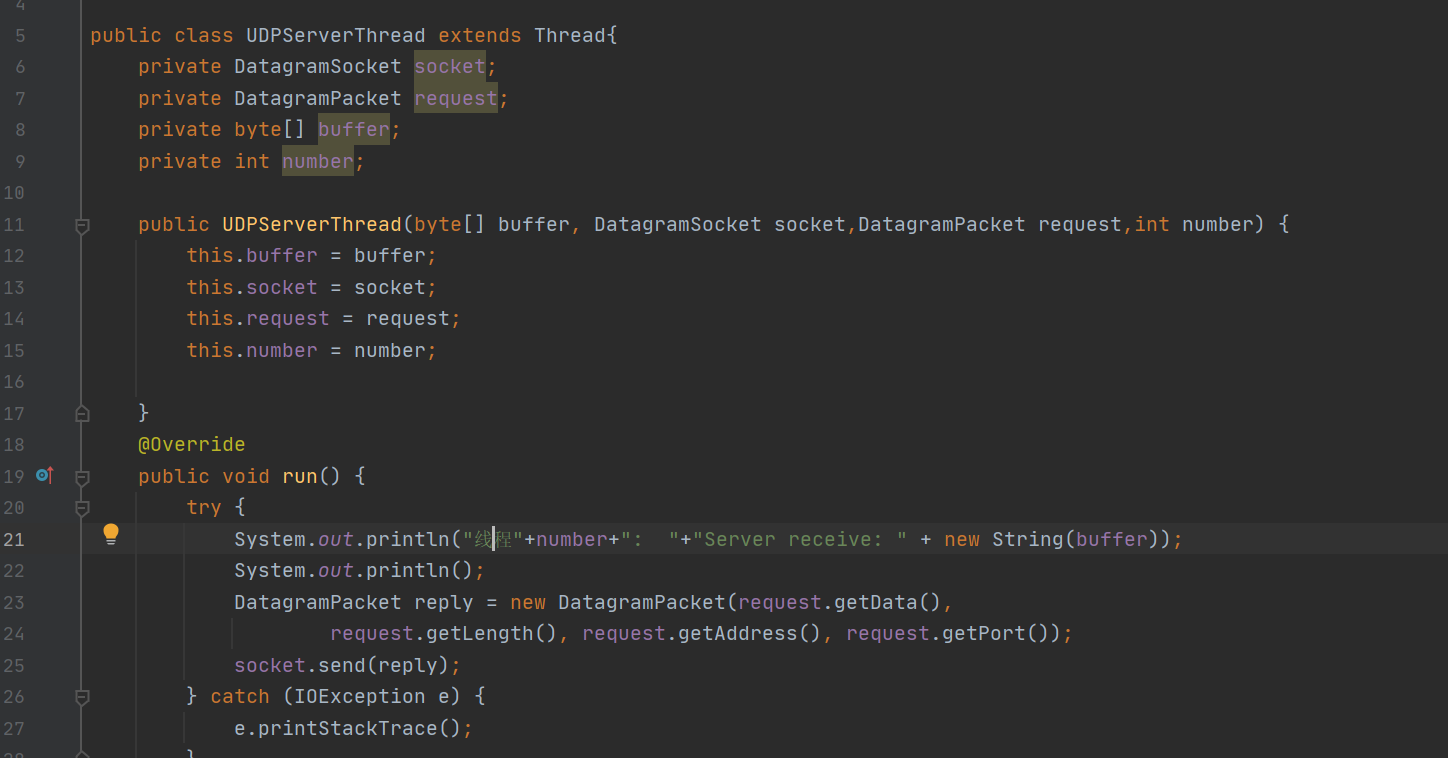 4
5 public class UDPServerThread extends Thread{
6 private DatagramSocket socket;
7 private DatagramPacket request;
8 private byte[] buffer;
9 private int number;
10
11 public UDPServerThread(byte[] buffer, DatagramSocket socket,DatagramPacket request,int number) {
12 this.buffer = buffer;
13 this.socket = socket;
14 this.request = request;
15 this.number = number;
16
17 }
18 @Override
19 public void run() {
20 try {
21 System.out.println("线程"+number+":  "+"Server receive: " + new String(buffer));
22 System.out.println();
23 DatagramPacket reply = new DatagramPacket(request.getData(),
24 request.getLength(), request.getAddress(), request.getPort());
25 socket.send(reply);
26 } catch (IOException e) {
27 e.printStackTrace();
28 }